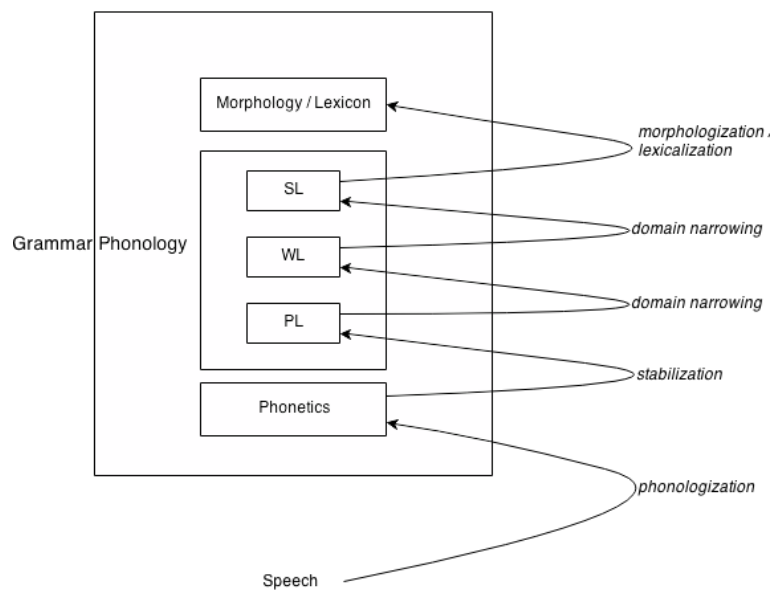 Morphology / Lexicon
morphologization /
lexicalization
SL
domain narrowing
Grammar Phonology
WL
domain narrowing
PL
stabilization
Phonetics
phonologization
Speech